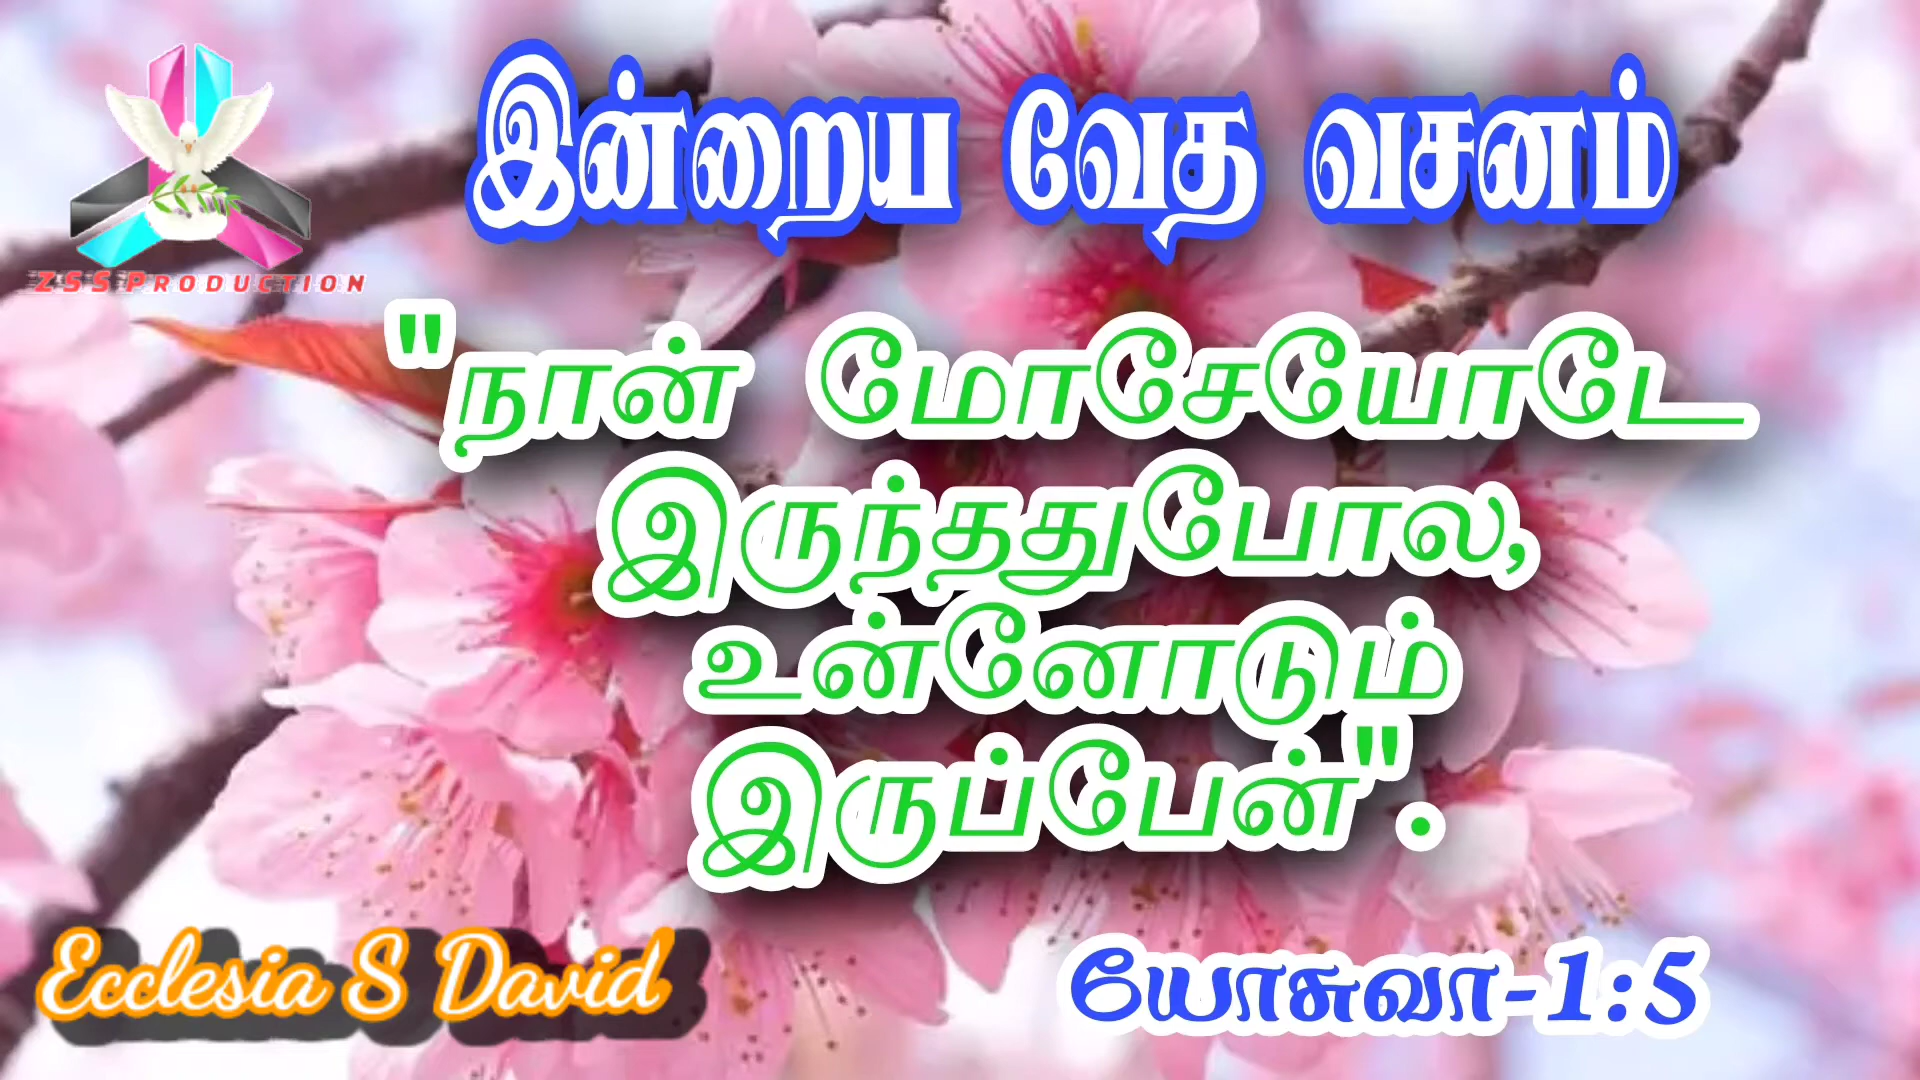 இன்றைய வேத வசனம்
ZSS PRODUCTION
"நான் மோசேயோடே
இருந்ததுபோல,
உன்னோடும்
இருப்பேன்".
Ecclesia S David
யோசுவா-1:5